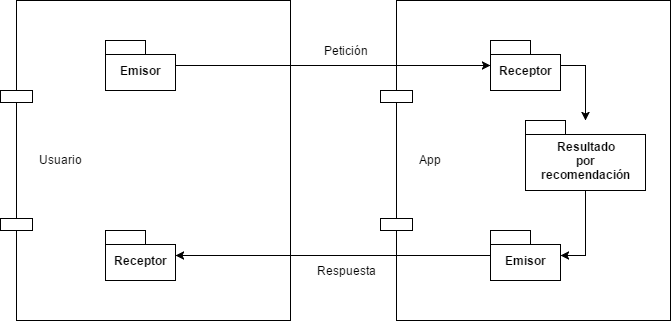 Petición
Emisor
Receptor
Resultado
por
recomendación
Usuario
App
Receptor
Emisor
Respuesta